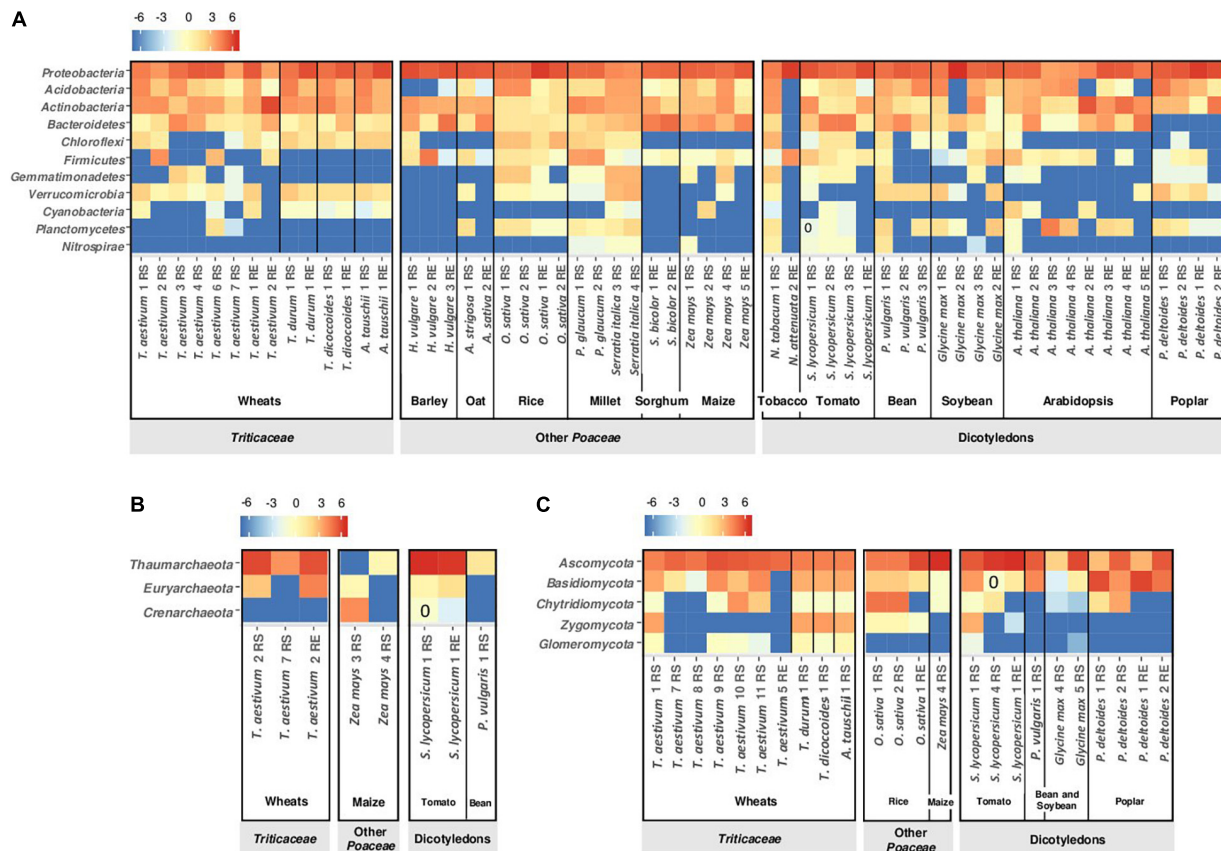 A
-6 -3 0 3 6
Proteobacteria
Acidobacteria
Actinobacteria
Bacteroidetes
Chloroflexi
Firmicutes
Gemmatimonadetes
Verrucomicrobia
Cyanobacteria
Planctomycetes
Nitrospirae
0
T. aestivum 1 RS
T. aestivum 2 RS
T. aestivum 3 RS
T. aestivum 4 RS
T. aestivum 6 RS
T. aestivum 7 RS
T. aestivum 1 RE
T. aestivum 2 RE
T. durum 1 RS
T. durum 1 RE
T. dicoccoides 1 RS
T. diccoccoides 1 RE
A. tauschii 1 RS
A. tauschii 1 RE
H. vulgare 1 RS
H. vulgare 2 RE
H. vulgare 3 RE
A. strigosa 1 RS
A. sativa 2 RE
O. sativa 1 RS
O. sativa 2 RS
O. sativa 1 RE
O. sativa 2 RE
P. glaucum 1 RS
P. glaucum 2 RS
Serratia italica 3 RS
Serratia italica 4 RS
S. bicolor 1 RE
S. bicolor 2 RE
Zea mays 1 RS
Zea mays 2 RS
Zea mays 4 RS
Zea mays 5 RE
N. tabacum 1 RS
N. attenuata 2 RE
S. lycopersicum 1 RS
S. lycopersicum 2 RS
S. lycopersicum 3 RS
S. lycopersicum 1 RE
P. vulgaris 1 RS
P. vulgaris 2 RS
P. vulgaris 3 RS
Glycine max 1 RS
Glycine max 2 RS
Glycine max 3 RS
Glycine max 2 RE
A. thaliana 1 RS
A. thaliana 2 RS
A. thaliana 3 RS
A. thaliana 4 RS
A. thaliana 2 RE
A. thaliana 3 RE
A. thaliana 4 RE
A. thaliana 5 RE
P. deltoides 1 RS
P. deltoides 2 RS
P. deltoides 1 RE
P. deltoides 2 RE
Wheats
Barley
Oat
Rice
Millet
Sorghum
Maize
Tobacco
Tomato
Bean
Soybean
Arabidopsis
Poplar
Triticaceae
Other Poaceae
Dicotyledons
B
-6 -3 0 3 6
Thaumarchaeota
Euryarchaeota
Crenarchaeota
0
T. aestivum 2 RS
T. aestivum 7 RS
T. aestivum 2 RE
Zea mays 3 RS
Zea mays 4 RS
S. lycopersicum 1 RS
S. lycopersicum 1 RE
P. vulgaris 1 RS
Wheats
Maize
Tomato
Bean
Triticaceae
Other
Poaceae
Dicotyledons
C
-6 -3 0 3 6
Ascomycota
Basidiomycota
Chytridiomycota
Zygomycota
Glomeromycota
0
T. aestivum 1 RS
T. aestivum 7 RS
T. aestivum 8 RS
T. aestivum 9 RS
T. aestivum 10 RS
T. aestivum 11 RS
T. aestivum 5 RE
T. durum 1 RS
T. dicoccoides 1 RS
A. tauschii 1 RS
O. sativa 1 RS
O. sativa 2 RS
O. sativa 1 RE
Zea mays 4 RS
S. lycopersicum 1 RS
S. lycopersicum 4 RS
S. lycopersicum 1 RE
P. vulgaris 1 RS
Glycine max 4 RS
Glycine max 5 RS
P. deltoides 1 RS
P. deltoides 2 RS
P. deltoides 1 RE
P. deltoides 2 RE
Wheats
Rice
Maize
Tomato
Bean and
Soybean
Poplar
Triticaceae
Other
Poaceae
Dicotyledons